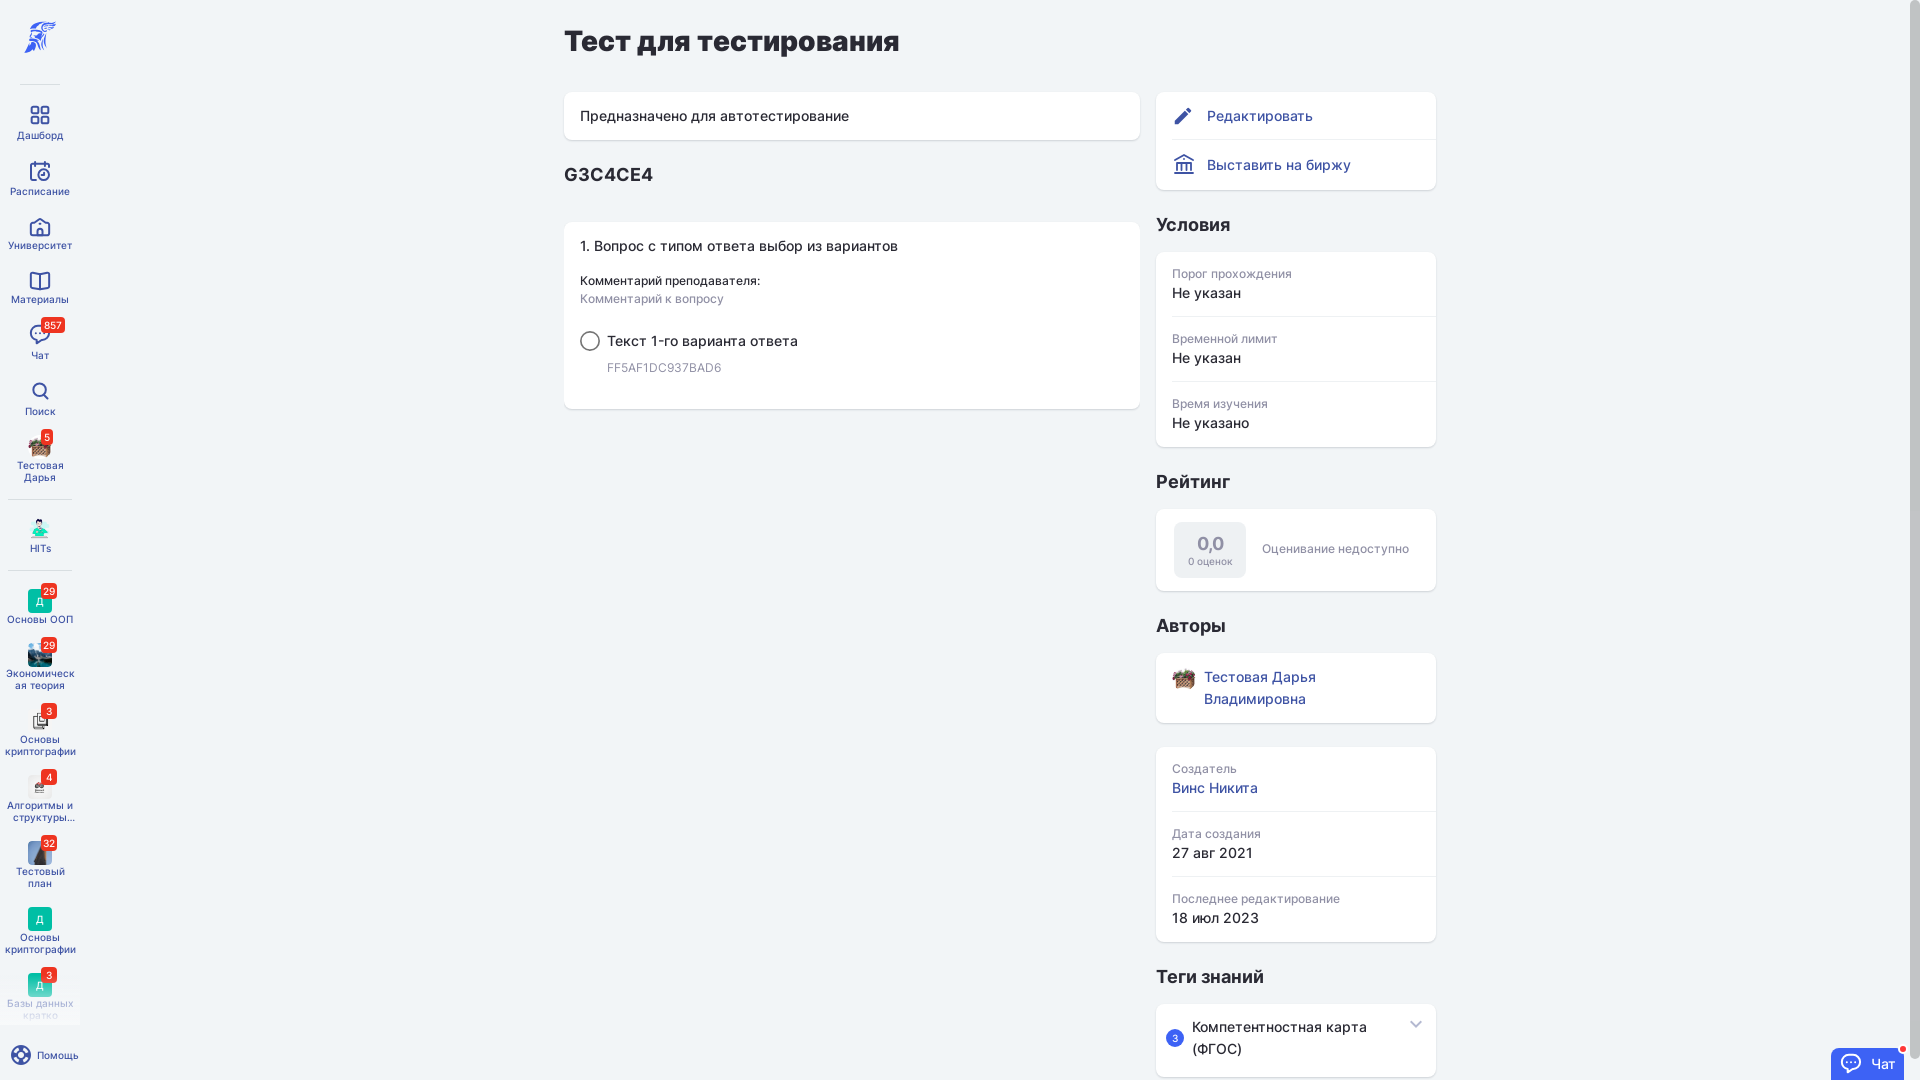 Дашборд
Расписание
Университет
Материалы
857
Чат
Поиск
5
Тестовая
Дарья
HITs
29
Д
Основы ООП
29
Экономическ
ая теория
3
Основы
криптографии
4
Алгоритмы и
структуры...
32
Тестовый
план
Д
Основы
криптографии
3
Д
Базы данных
кратко
Помощь
Тест для тестирования
Предназначено для автотестирование
G3C4CE4
1. Вопрос с типом ответа выбор из вариантов
Комментарий преподавателя:
Комментарий к вопросу
Текст 1-го варианта ответа
FF5AF1DC937BAD6
Редактировать
Выставить на биржу
Условия
Порог прохождения
Не указан
Временной лимит
Не указан
Время изучения
Не указано
Рейтинг
0,0
0 оценок
Оценивание недоступно
Авторы
Тестовая Дарья
Владимировна
Создатель
Винс Никита
Дата создания
27 авг 2021
Последнее редактирование
18 июл 2023
Теги знаний
3
Компетентностная карта
(ФГОС)
Чат